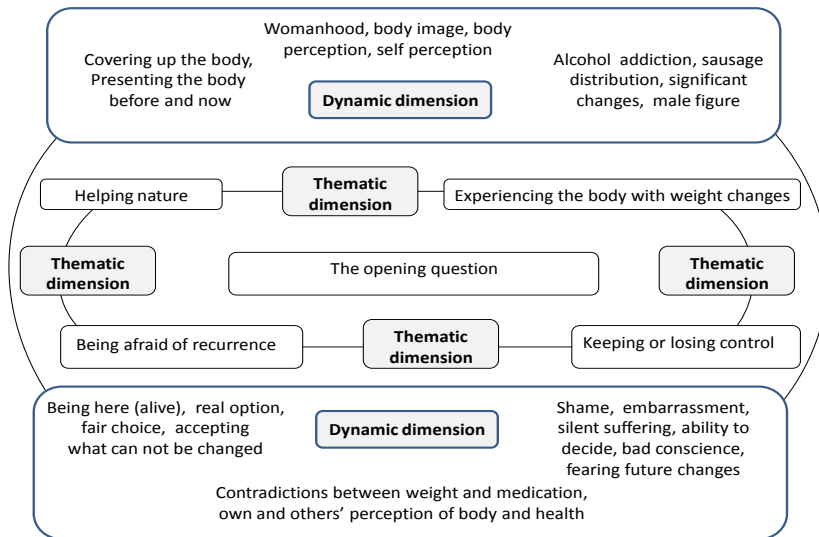 Womanhood, body image, body
perception, self perception
Covering up the body,
Presenting the body
before and now
Alcohol addiction, sausage
distribution, significant
changes, male figure
Dynamic dimension
Helping nature
Thematic
dimension
Experiencing the body with weight changes
Thematic
dimension
The opening question
Thematic
dimension
Being afraid of recurrence
Thematic
dimension
Keeping or losing control
Being here (alive), real option,
fair choice, accepting
what can not be changed
Dynamic dimension
Shame, embarrassment,
silent suffering, ability to
decide, bad conscience,
fearing future changes
Contradictions between weight and medication,
own and others’ perception of body and health